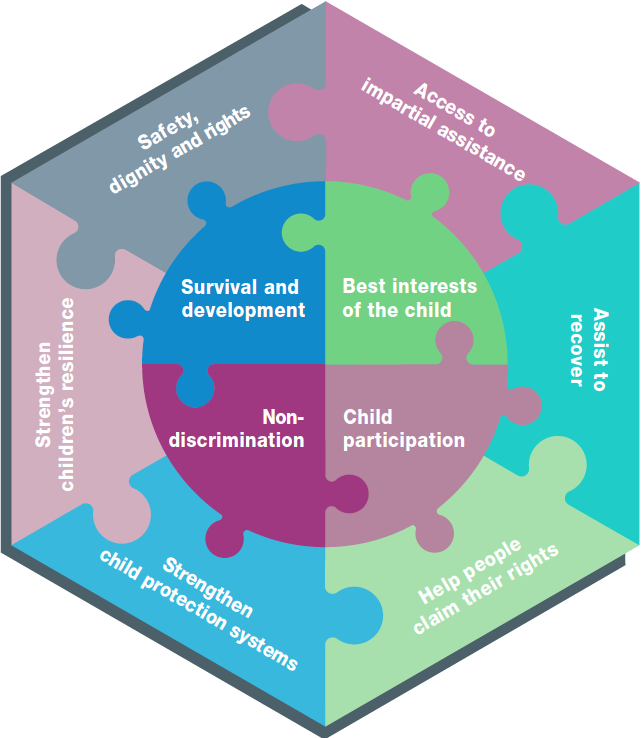 Safety,
dignity and rights
Access to
impartial assistance
Survival and
development
Best interests
of the child
Assist to
recover
Strengthen
children's resilience
Non-
discrimination
Child
participation
Strengthen
child protection systems
Help people
claim their rights